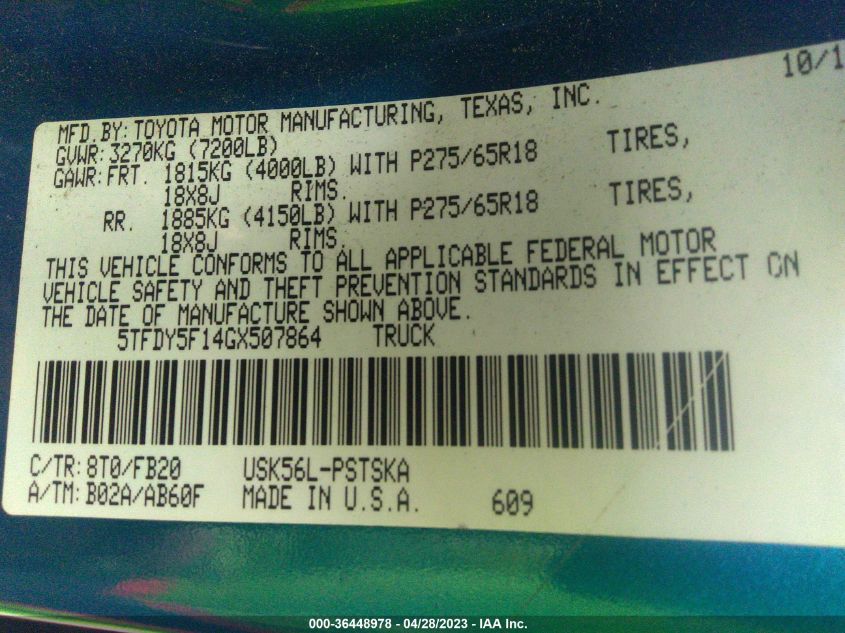 10/1
MFD.BY:TOYOTA MOTOR MANUFACTURING, TEXAS, INC.
GVWR:3270KG (7200LB)
GAWR:FRT. 1815KG (4000LB) WITH P275/65R18 TIRES,
18X8J RIMS.
RR. 1885KG (4150LB) WITH P275/65R18 TIRES,
18X8J RIMS.
THIS VEHICLE CONFORMS TO ALL APPLICABLE FEDERAL MOTOR
VEHICLE SAFETY AND THEFT PREVENTION STANDARDS IN EFFECT ON
THE DATE OF MANUFACTURE SHOWN ABOVE.
5TFDY5F14GX507864 TRUCK
C/TR:8T0/FB20 USK56L-PSTSKA
A/TM:B02A/AB60F MADE IN U.S.A. 609
000-36448978 - 04/28/2023 - IAA Inc.